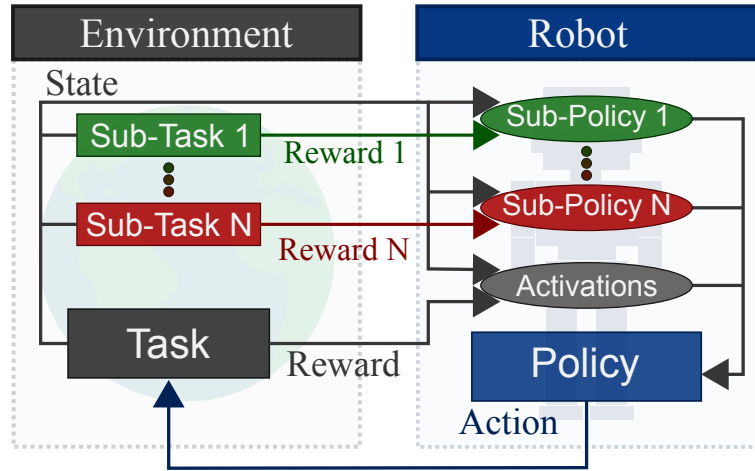 Environment
Robot
State
Sub-Task 1
Reward 1
Sub-Policy 1
Sub-Task N
Reward N
Sub-Policy N
Activations
Task
Reward
Policy
Action